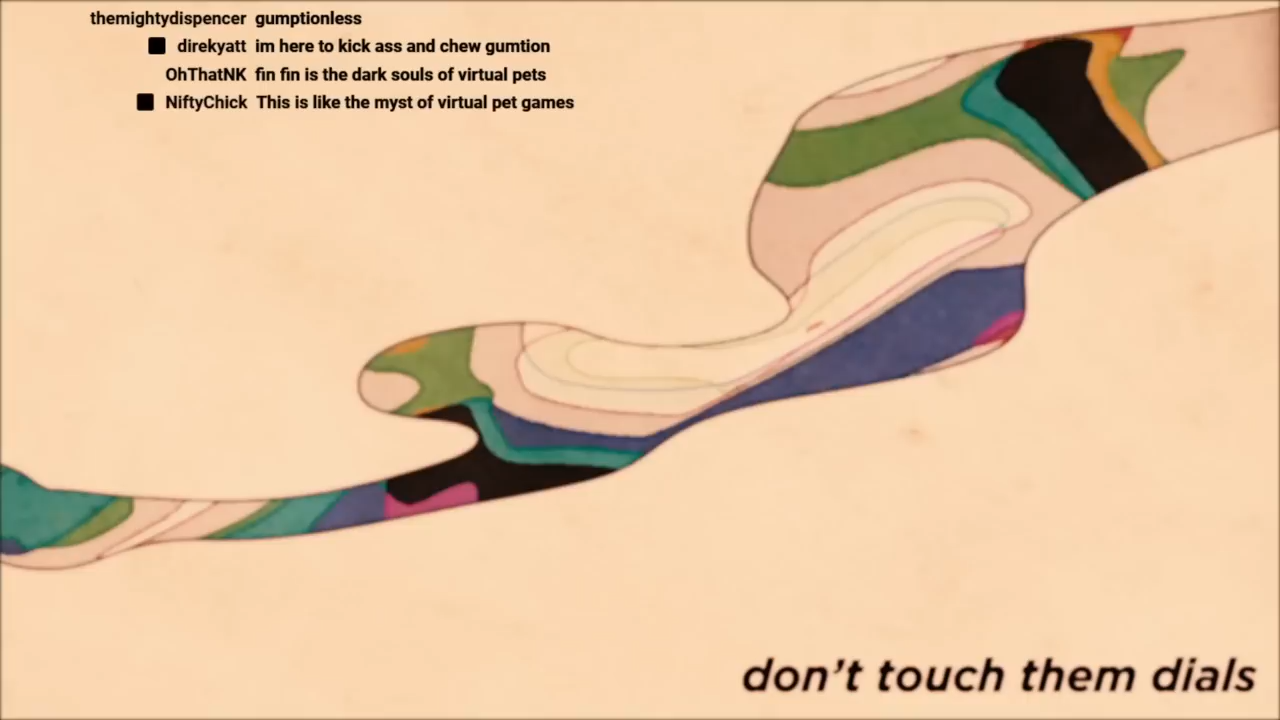 themightydispencer gumptionless
direkyatt im here to kick ass and chew gumtion
OhThatNK fin fin is the dark souls of virtual pets
NiftyChick This is like the myst of virtual pet games
don't touch them dials